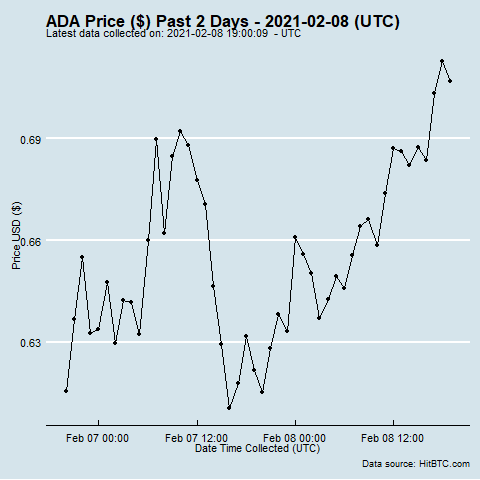 ADA Price ($) Past 2 Days - 2021-02-08 (UTC)
Latest data collected on: 2021-02-08 19:00:09 - UTC
0.69
0.66
0.63
Price USD ($)
Feb 07 00:00 Feb 07 12:00 Feb 08 00:00 Feb 08 12:00
Date Time Collected (UTC)
Data source: HitBTC.com